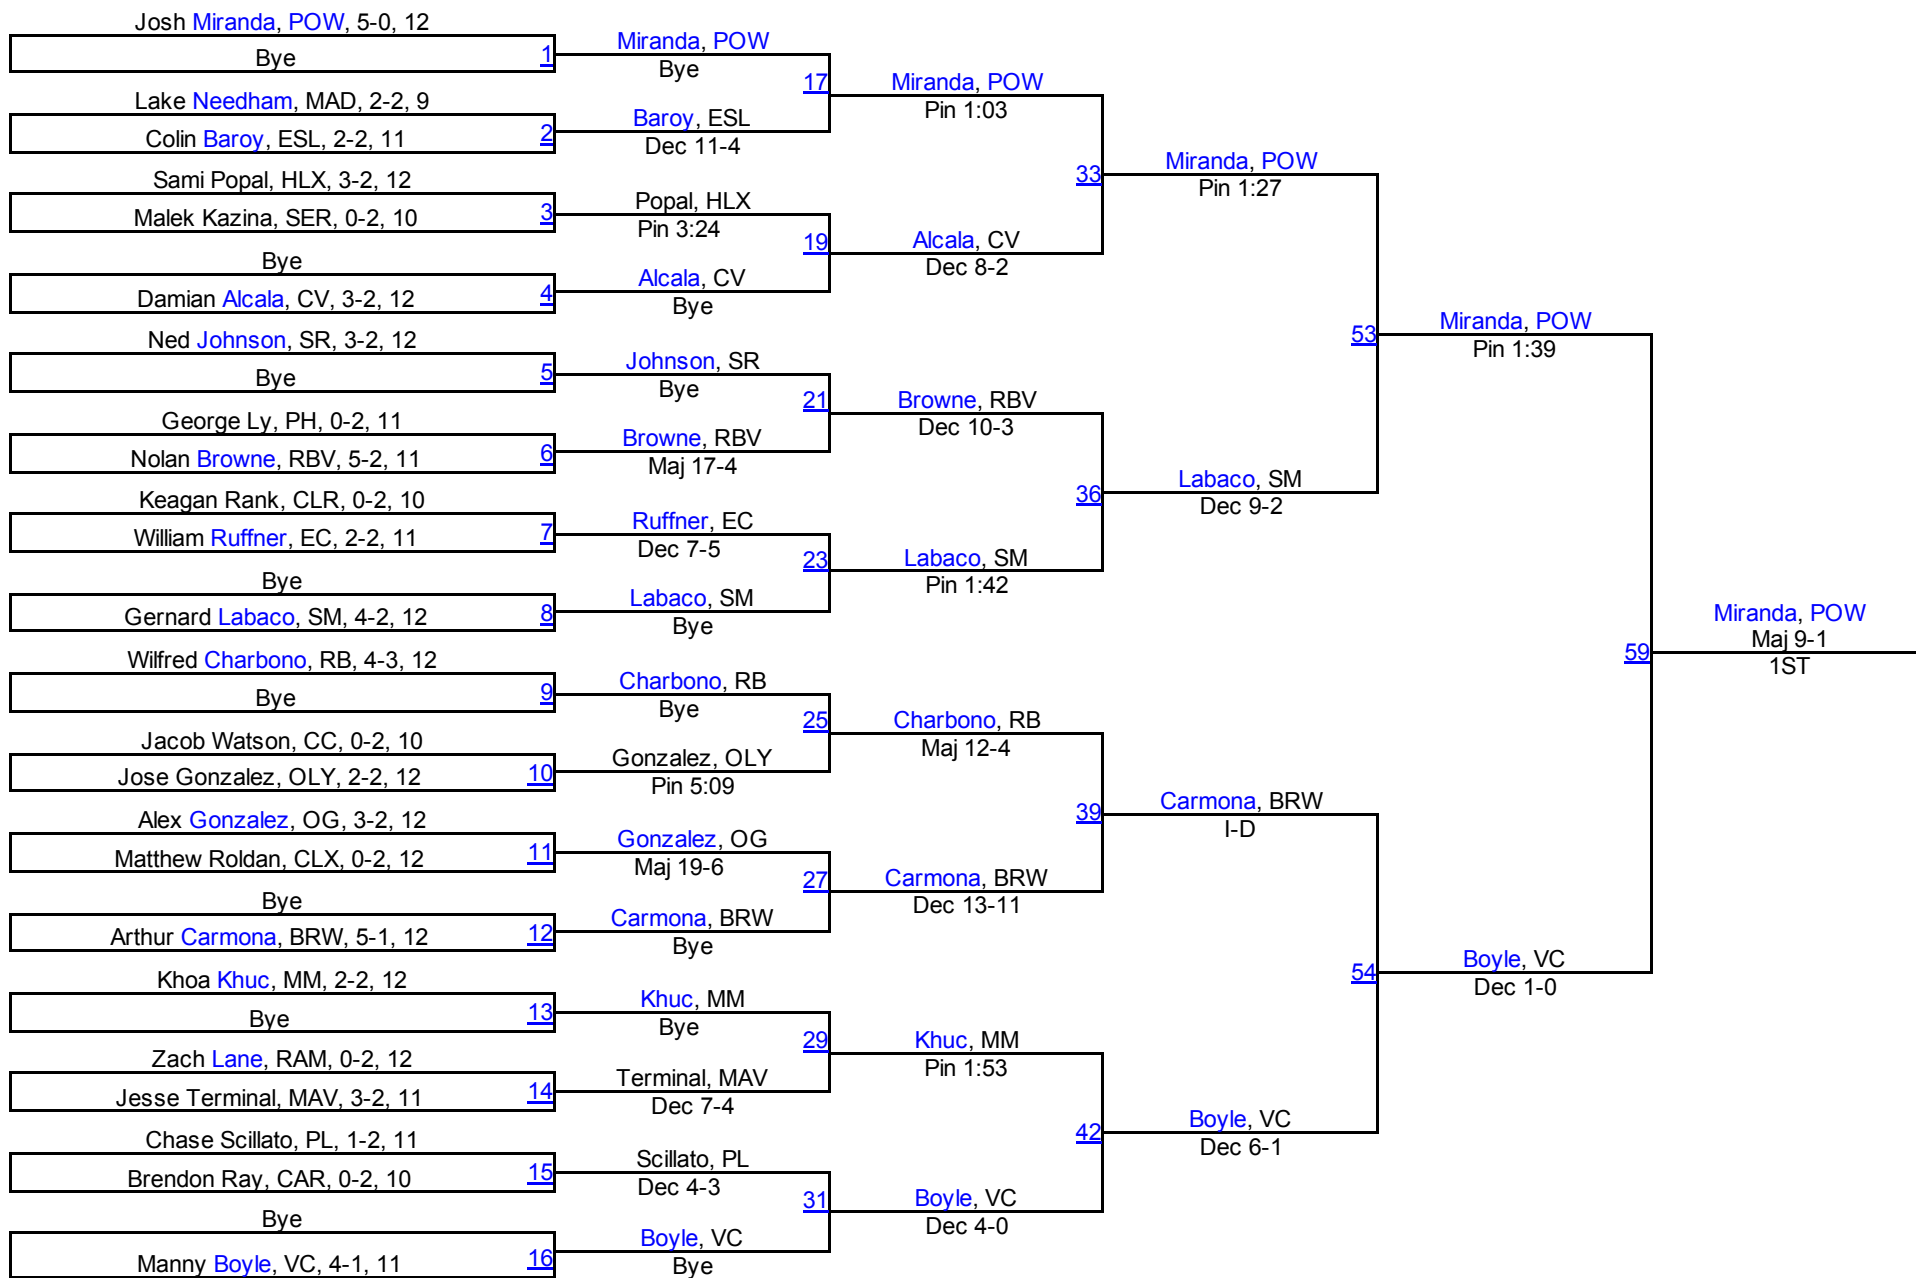 Josh Miranda, POW, 5-0, 12
Bye
1
Lake Needham, MAD, 2-2, 9
Colin Baroy, ESL, 2-2, 11
2
Sami Popal, HLX, 3-2, 12
Malek Kazina, SER, 0-2, 10
3
Bye
Damian Alcala, CV, 3-2, 12
4
Ned Johnson, SR, 3-2, 12
Bye
5
George Ly, PH, 0-2, 11
Nolan Browne, RBV, 5-2, 11
6
Keagan Rank, CLR, 0-2, 10
William Ruffner, EC, 2-2, 11
7
Bye
Gernard Labaco, SM, 4-2, 12
8
Wilfred Charbono, RB, 4-3, 12
Bye
9
Jacob Watson, CC, 0-2, 10
Jose Gonzalez, OLY, 2-2, 12
10
Alex Gonzalez, OG, 3-2, 12
Matthew Roldan, CLX, 0-2, 12
11
Bye
Arthur Carmona, BRW, 5-1, 12
12
Khoa Khuc, MM, 2-2, 12
Bye
13
Zach Lane, RAM, 0-2, 12
Jesse Terminal, MAV, 3-2, 11
14
Chase Scillato, PL, 1-2, 11
Brendon Ray, CAR, 0-2, 10
15
Bye
Manny Boyle, VC, 4-1, 11
16
Miranda, POW
Bye
17
Baroy, ESL
Dec 11-4
Popal, HLX
Pin 3:24
19
Alcala, CV
Bye
Johnson, SR
Bye
21
Browne, RBV
Maj 17-4
Ruffner, EC
Dec 7-5
23
Labaco, SM
Bye
Charbono, RB
Bye
25
Gonzalez, OLY
Pin 5:09
Gonzalez, OG
Maj 19-6
27
Carmona, BRW
Bye
Khuc, MM
Bye
29
Terminal, MAV
Dec 7-4
Scillato, PL
Dec 4-3
31
Boyle, VC
Bye
Miranda, POW
Pin 1:03
33
Alcala, CV
Dec 8-2
Browne, RBV
Dec 10-3
36
Labaco, SM
Pin 1:42
Charbono, RB
Maj 12-4
39
Carmona, BRW
Dec 13-11
Khuc, MM
Pin 1:53
42
Boyle, VC
Dec 4-0
Miranda, POW
Pin 1:27
53
Labaco, SM
Dec 9-2
Carmona, BRW
I-D
54
Boyle, VC
Dec 6-1
Miranda, POW
Pin 1:39
59
Boyle, VC
Dec 1-0
Miranda, POW
Maj 9-1
1ST